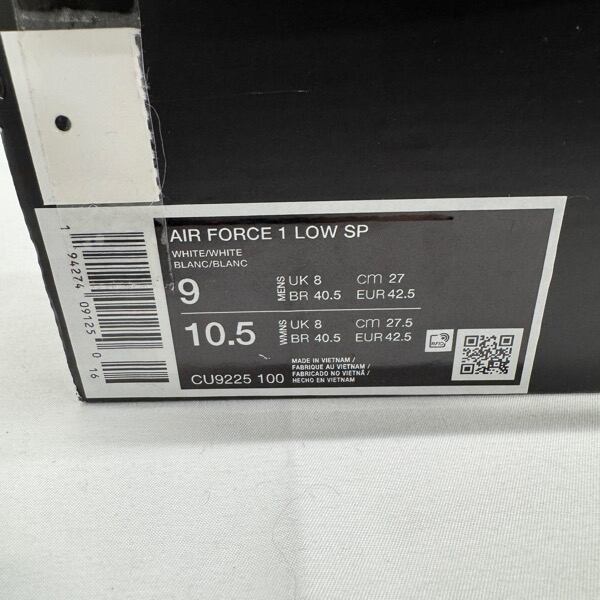 AIR FORCE 1 LOW SP
WHITE/WHITE
BLANC/BLANC
9 MENS UK 8 cm 27
BR 40.5 EUR 42.5
10.5 WMNS UK 8 cm 27.5
BR 40.5 EUR 42.5
RFID
CU9225 100
MADE IN VIETNAM /
FABRIQUE AU VIETNAM /
FABRICADO NO VIETNÃ /
HECHO EN VIETNAM
1 94274 09125 0 16